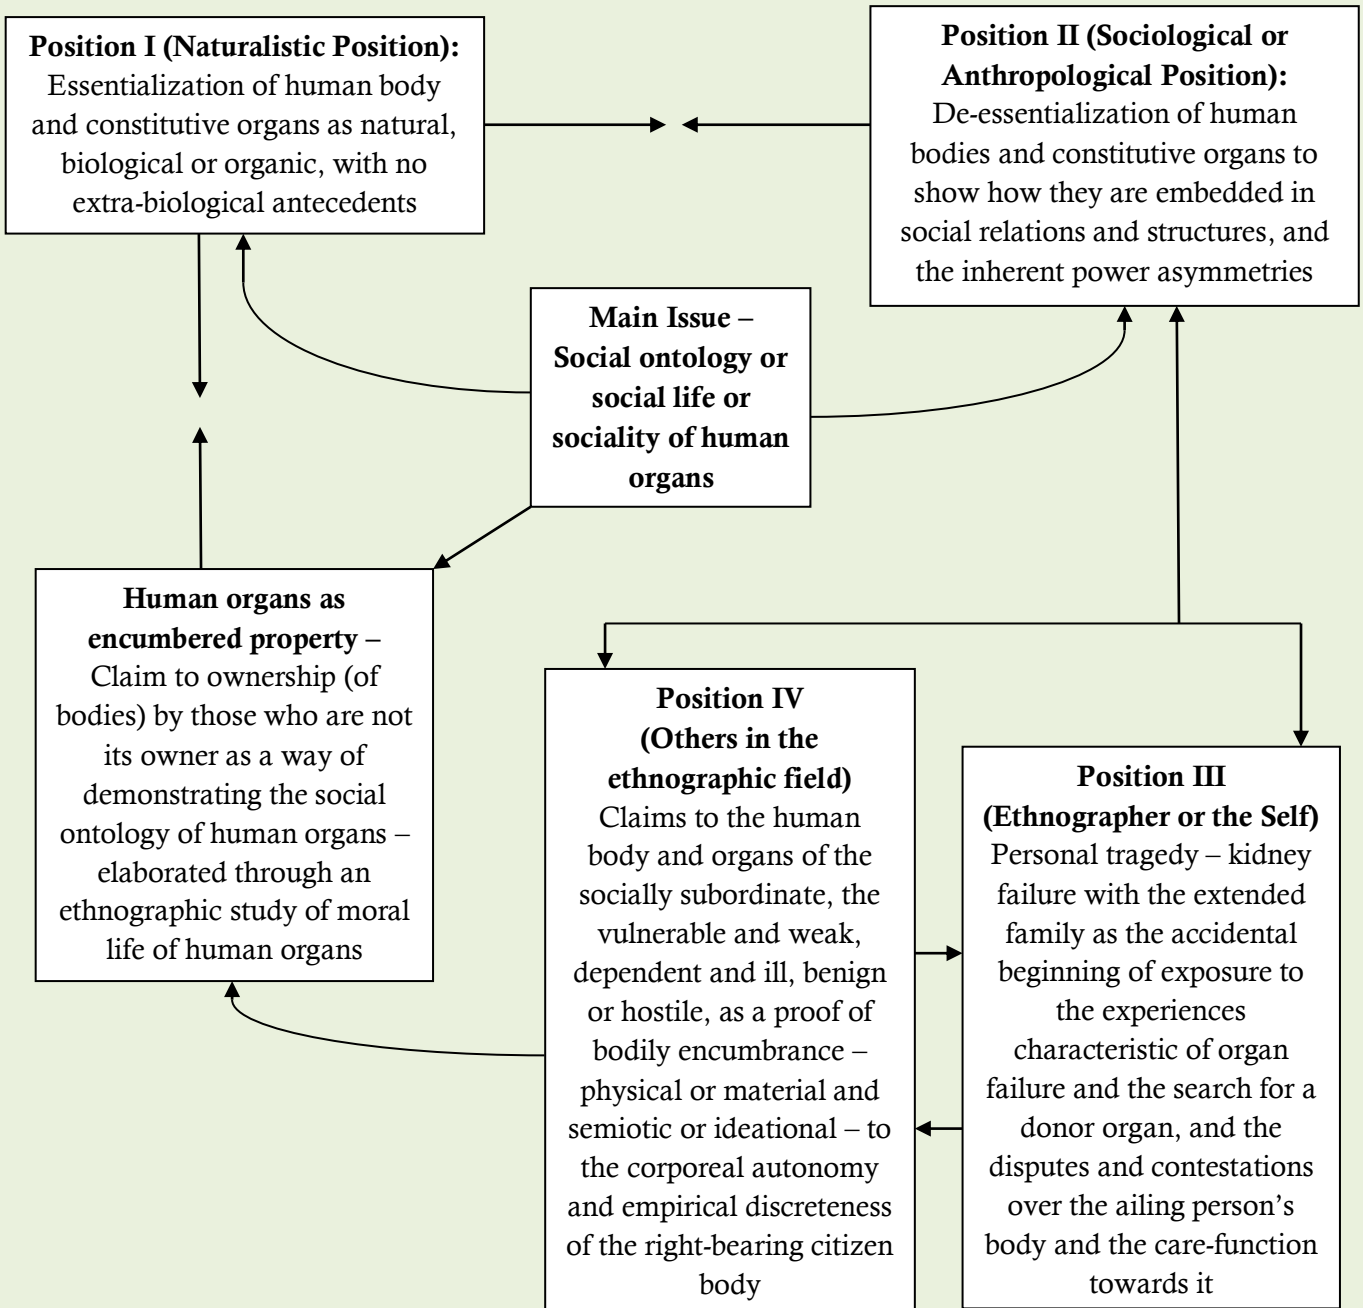 Position I (Naturalistic Position):
Essentialization of human body
and constitutive organs as natural,
biological or organic, with no
extra-biological antecedents
Position II (Sociological or
Anthropological Position):
De-essentialization of human
bodies and constitutive organs to
show how they are embedded in
social relations and structures, and
the inherent power asymmetries
Main Issue –
Social ontology or
social life or
sociality of human
organs
Human organs as
encumbered property –
Claim to ownership (of
bodies) by those who are not
its owner as a way of
demonstrating the social
ontology of human organs –
elaborated through an
ethnographic study of moral
life of human organs
Position IV
(Others in the
ethnographic field)
Claims to the human
body and organs of the
socially subordinate, the
vulnerable and weak,
dependent and ill, benign
or hostile, as a proof of
bodily encumbrance –
physical or material and
semiotic or ideational – to
the corporeal autonomy
and empirical discreteness
of the right-bearing citizen
body
Position III
(Ethnographer or the Self)
Personal tragedy – kidney
failure with the extended
family as the accidental
beginning of exposure to
the experiences
characteristic of organ
failure and the search for a
donor organ, and the
disputes and contestations
over the ailing person's
body and the care-function
towards it